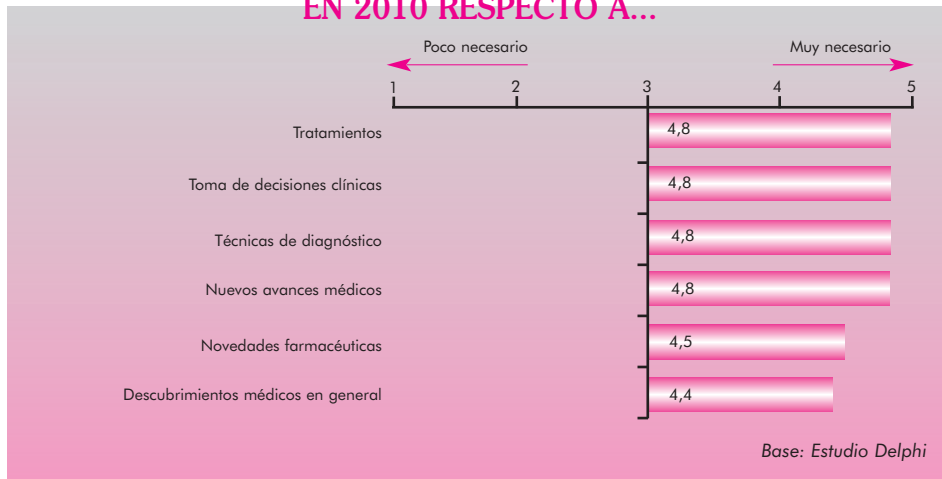 EN 2010 RESPECTO A...
Poco necesario Muy necesario
1 2 3 4 5
Tratamientos 4,8
Toma de decisiones clínicas 4,8
Técnicas de diagnóstico 4,8
Nuevos avances médicos 4,8
Novedades farmacéuticas 4,5
Descubrimientos médicos en general 4,4
Base: Estudio Delphi